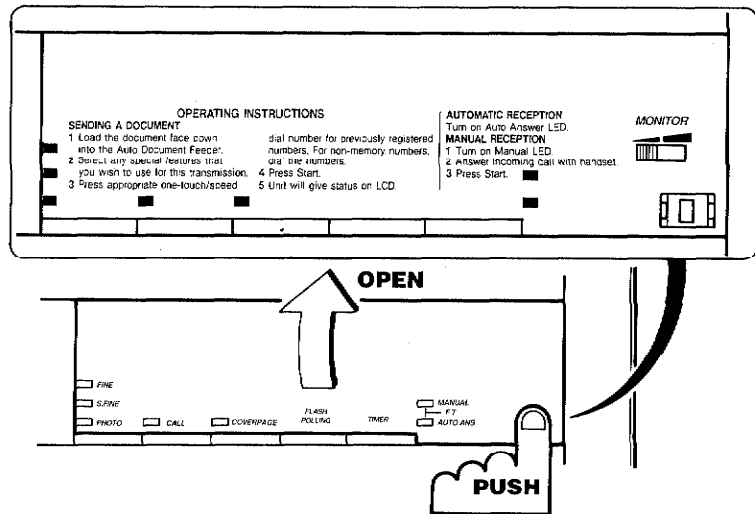 OPERATING INSTRUCTIONS
SENDING A DOCUMENT
1 Load the document face down
into the Auto Document Feeder.
2 Select any special features that
you wish to use for this transmission.
3 Press appropriate one-touch/speed
dial number for previously registered
numbers. For non-memory numbers,
dial the numbers.
4 Press Start.
5 Unit will give status on LCD.
AUTOMATIC RECEPTION
Turn on Auto Answer LED.
MANUAL RECEPTION
1 Turn on Manual LED.
2 Answer incoming call with handset.
3 Press Start.
MONITOR
OPEN
FINE
S.FINE
PHOTO
CALL
COVERPAGE
FLASH
POLLING
TIMER
MANUAL
F T
AUTO ANS
PUSH